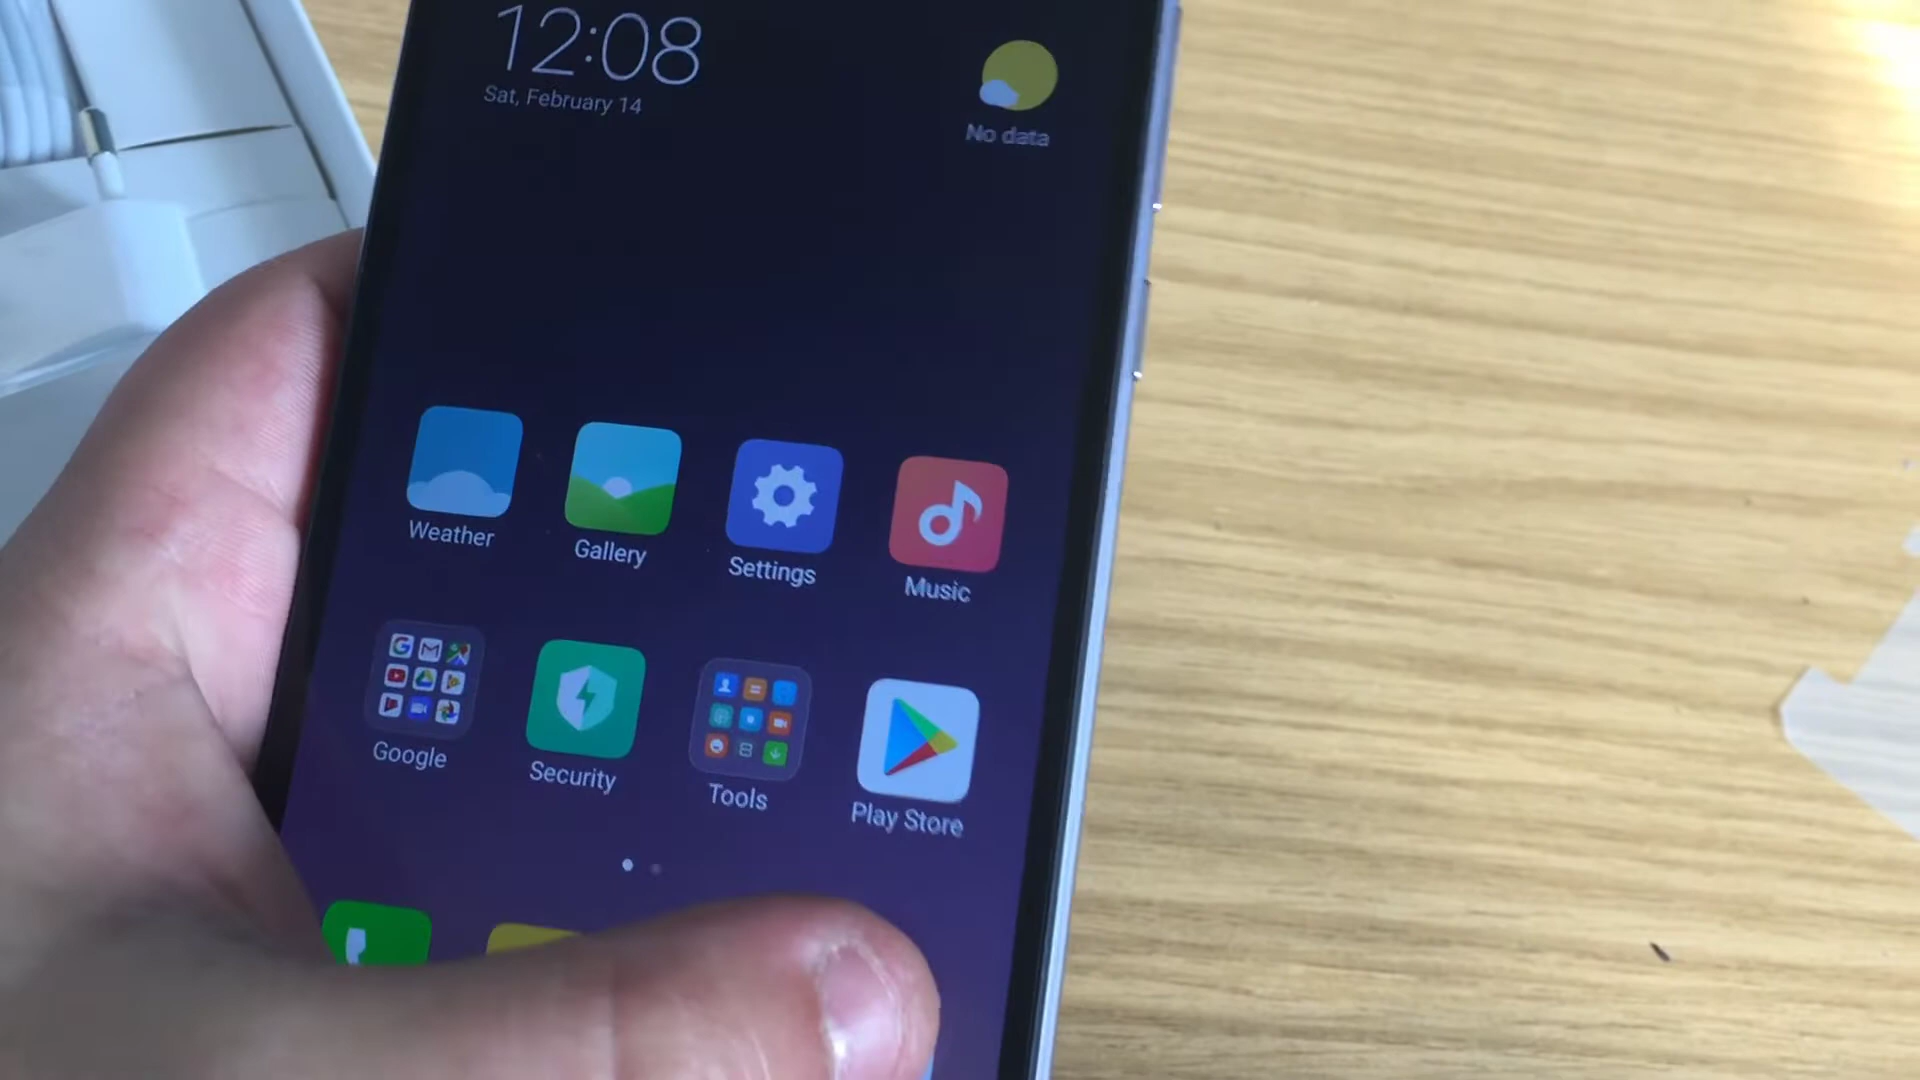 12:08
Sat, February 14
No data
Weather
Gallery
Settings
Music
Google
Security
Tools
Play Store